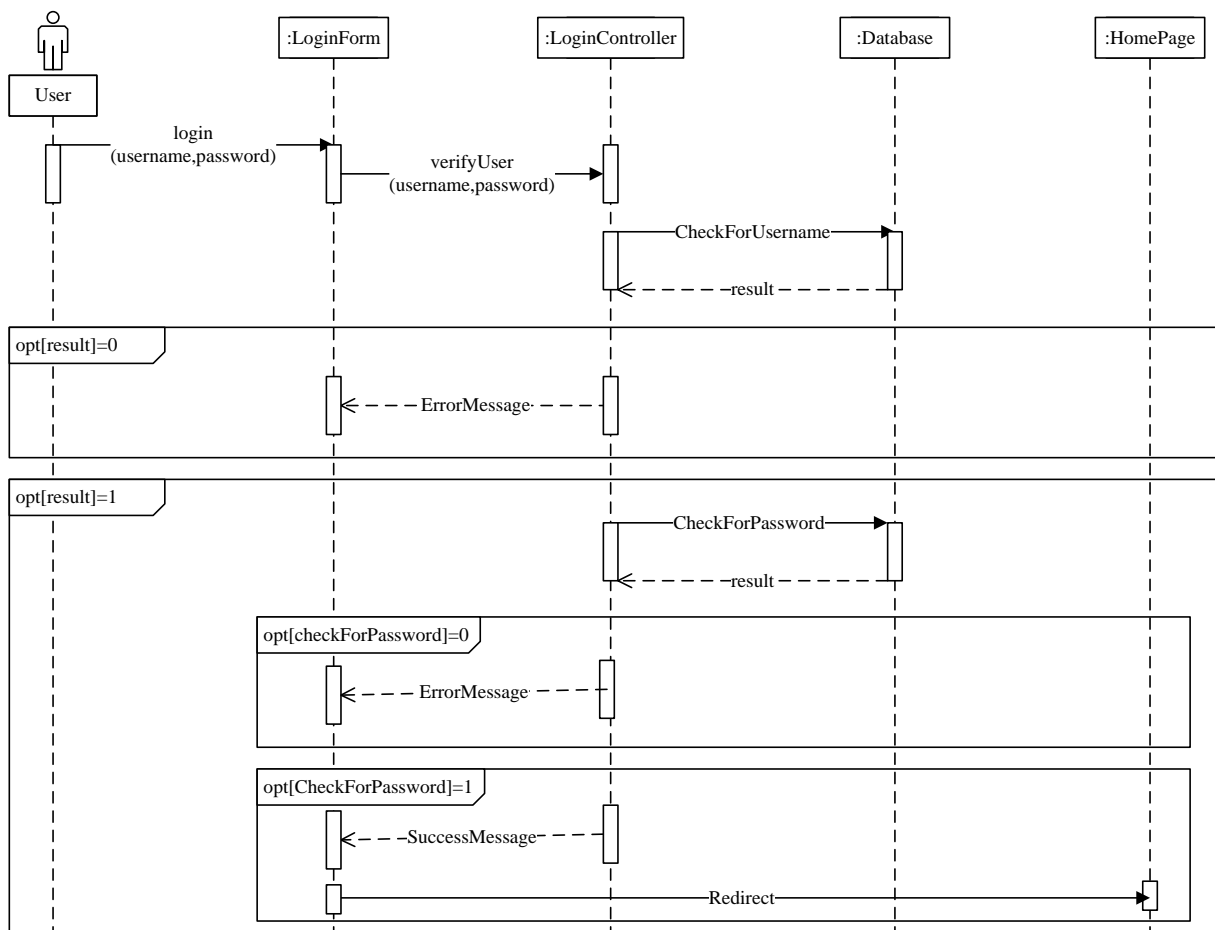 :LoginForm
:LoginController
:Database
:HomePage
User
login
(username,password)
verifyUser
(username,password)
CheckForUsername
result
opt[result]=0
ErrorMessage
opt[result]=1
CheckForPassword
result
opt[checkForPassword]=0
ErrorMessage
opt[CheckForPassword]=1
SuccessMessage
Redirect